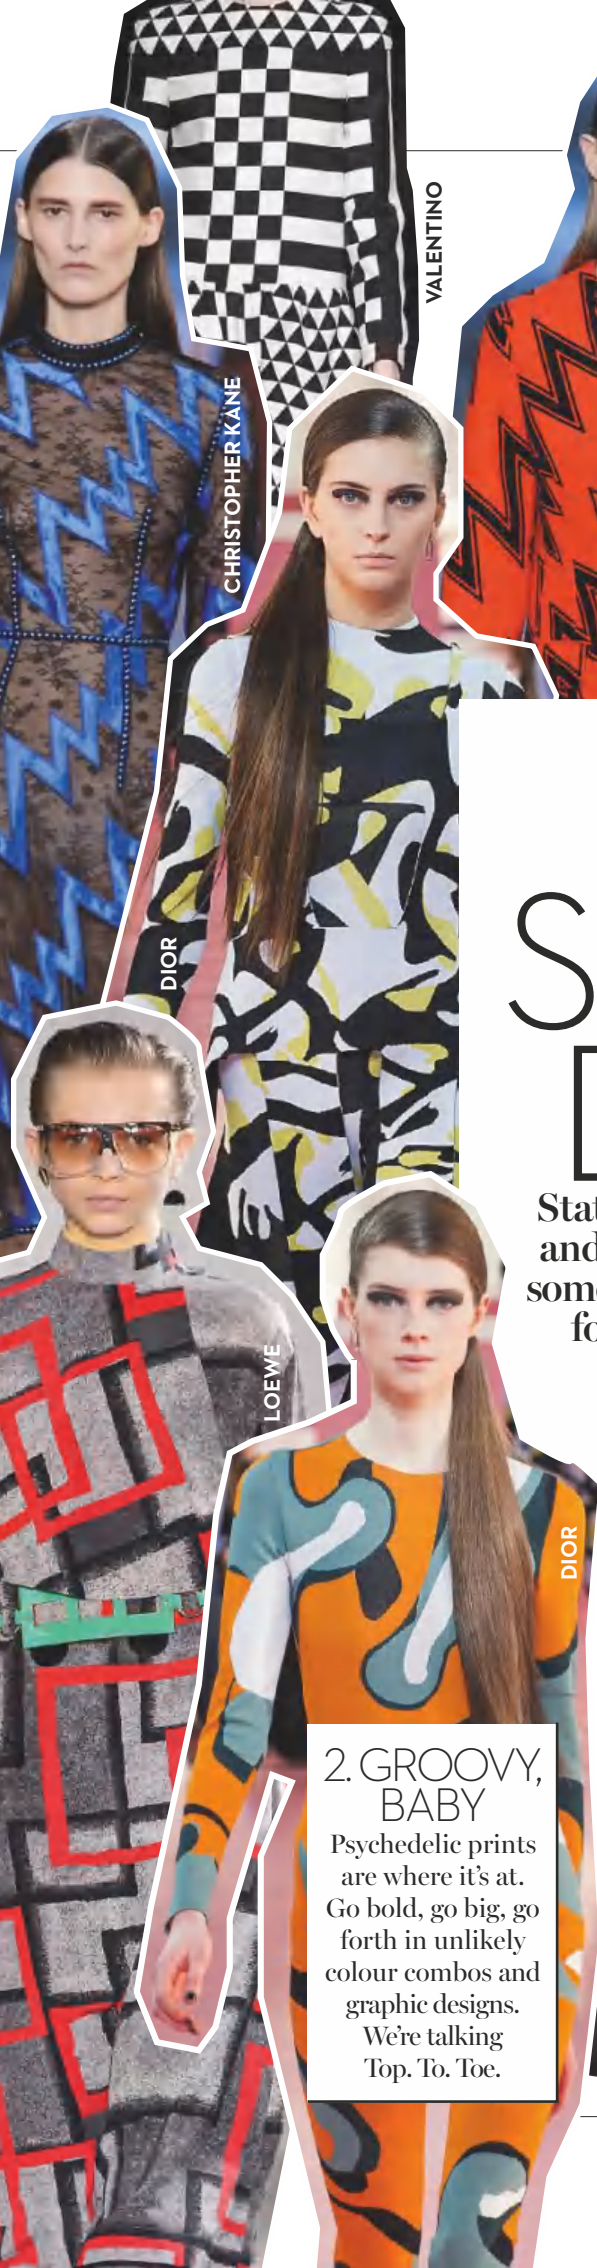 VALENTINO
CHRISTOPHER KANE
DIOR
LOEWE
DIOR
2. GROOVY,
BABY
Psychedelic prints
are where it's at.
Go bold, go big, go
forth in unlikely
colour combos and
graphic designs.
We're talking
Top. To. Toe.
S
and